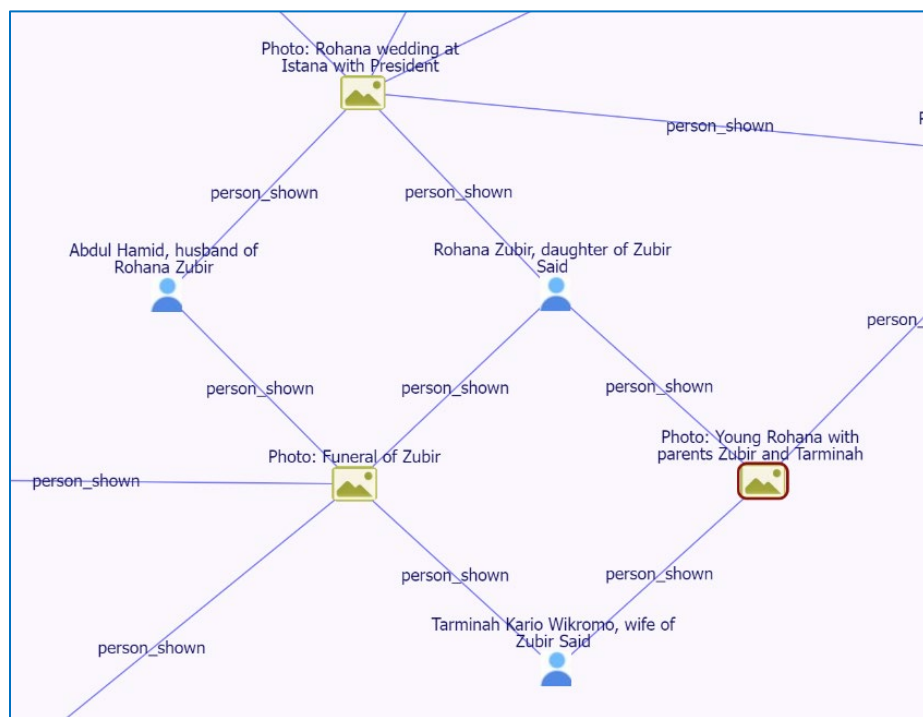 Photo: Rohana wedding at
Istana with President
P
person_shown
person_shown
person_shown
Abdul Hamid, husband of
Rohana Zubir
Rohana Zubir, daughter of Zubir
Said
person_
person_shown
person_shown
person_shown
Photo: Funeral of Zubir
Photo: Young Rohana with
parents Zubir and Tarminah
person_shown
person_shown
person_shown
Tarminah Kario Wikromo, wife of
Zubir Said
person_shown